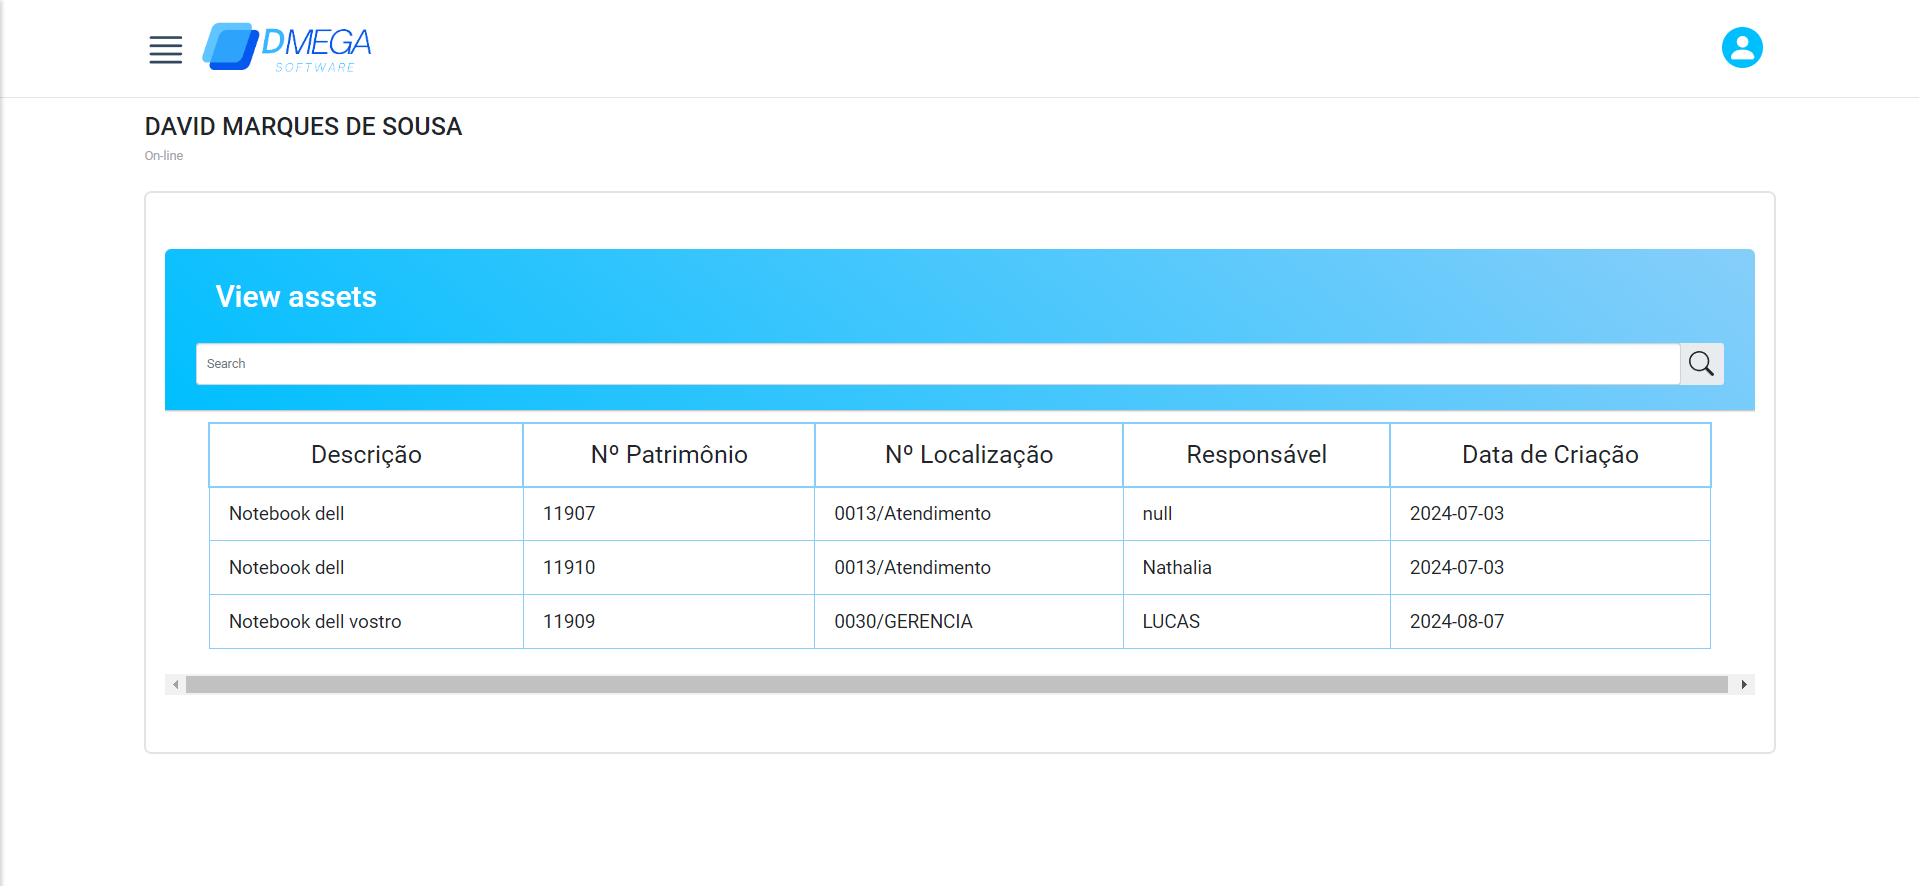 DMEGA
SOFTWARE
DAVID MARQUES DE SOUSA
On-line
View assets
Search
Descrição Nº Patrimônio Nº Localização Responsável Data de Criação
Notebook dell 11907 0013/Atendimento null 2024-07-03
Notebook dell 11910 0013/Atendimento Nathalia 2024-07-03
Notebook dell vostro 11909 0030/GERENCIA LUCAS 2024-08-07